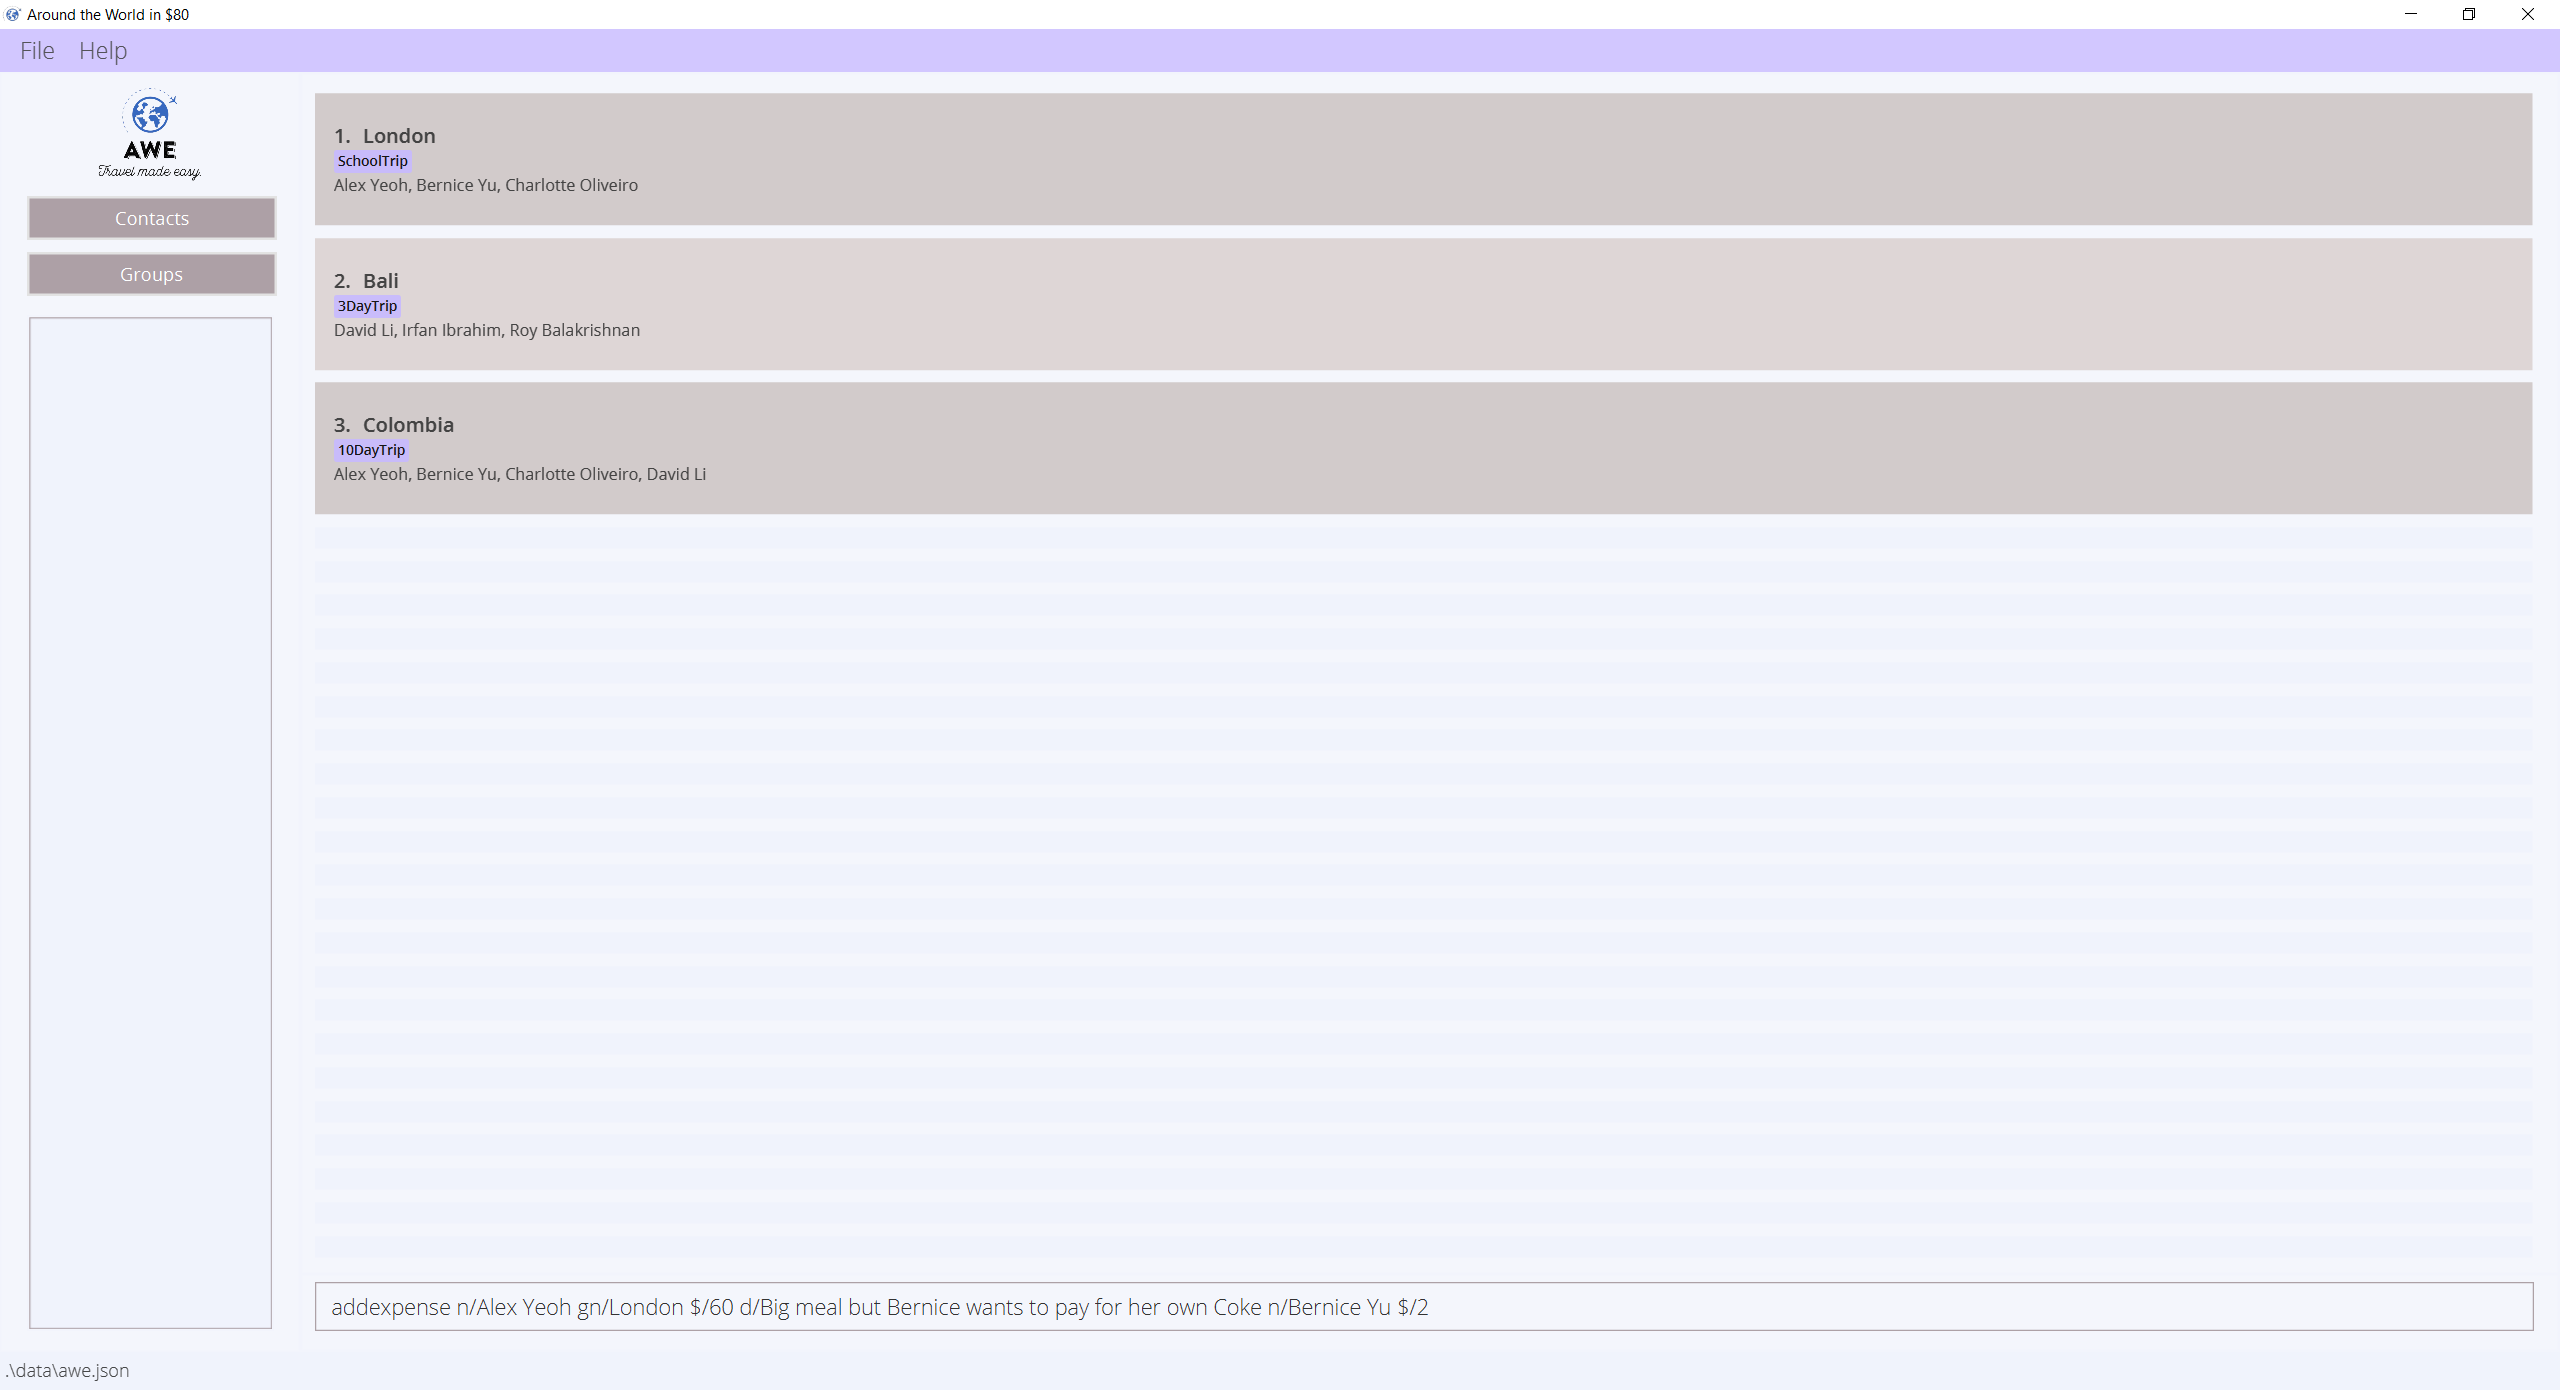 Around the World in $80
File Help
AWE
Travel made easy.
Contacts
Groups
1. London
SchoolTrip
Alex Yeoh, Bernice Yu, Charlotte Oliveiro
2. Bali
3DayTrip
David Li, Irfan Ibrahim, Roy Balakrishnan
3. Colombia
10DayTrip
Alex Yeoh, Bernice Yu, Charlotte Oliveiro, David Li
addexpense n/Alex Yeoh gn/London $/60 d/Big meal but Bernice wants to pay for her own Coke n/Bernice Yu $/2
.\data\awe.json